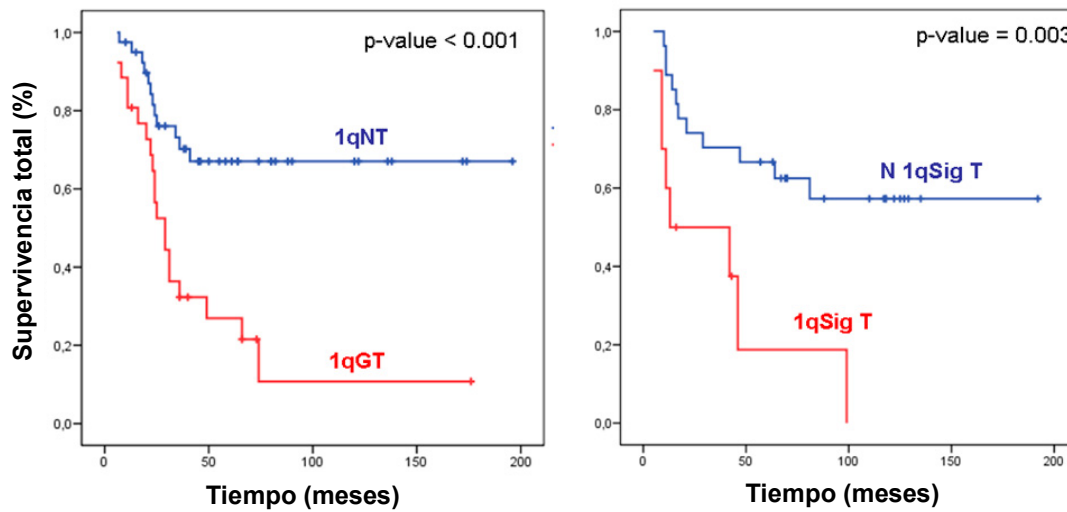 Supervivencia total (%)
1,0
0,8
0,6
0,4
0,2
0,0
p-value < 0.001
1qNT
1qGT
0
50
100
150
200
Tiempo (meses)
1,0
0,8
0,6
0,4
0,2
0,0
p-value = 0.003
N 1qSig T
1qSig T
0
50
100
150
200
Tiempo (meses)